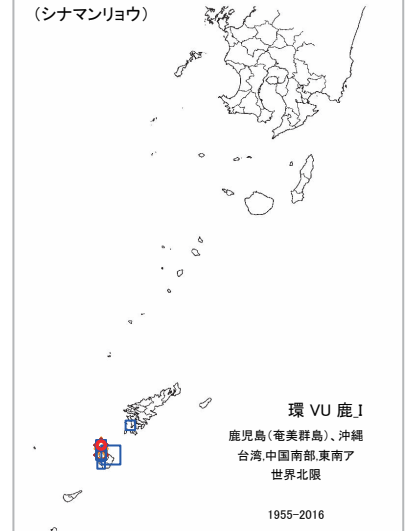 (シナマンリョウ)
環 VU 鹿_I
鹿児島(奄美群島)、沖縄
台湾,中国南部,東南ア
世界北限
1955-2016